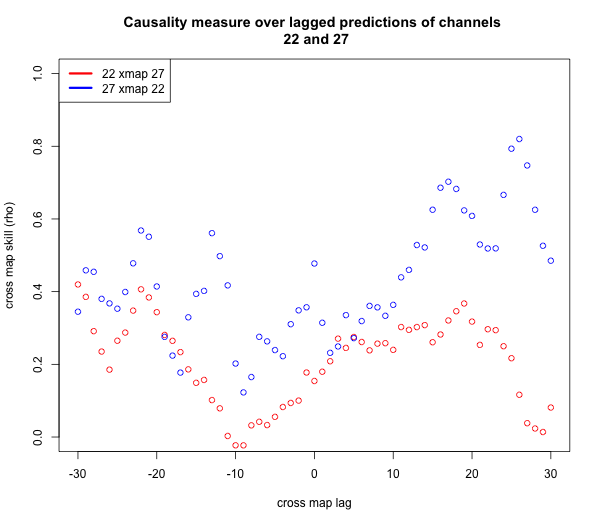 Causality measure over lagged predictions of channels
22 and 27
22 xmap 27
27 xmap 22
cross map skill (rho)
1.0
0.8
0.6
0.4
0.2
0.0
-30 -20 -10 0 10 20 30
cross map lag